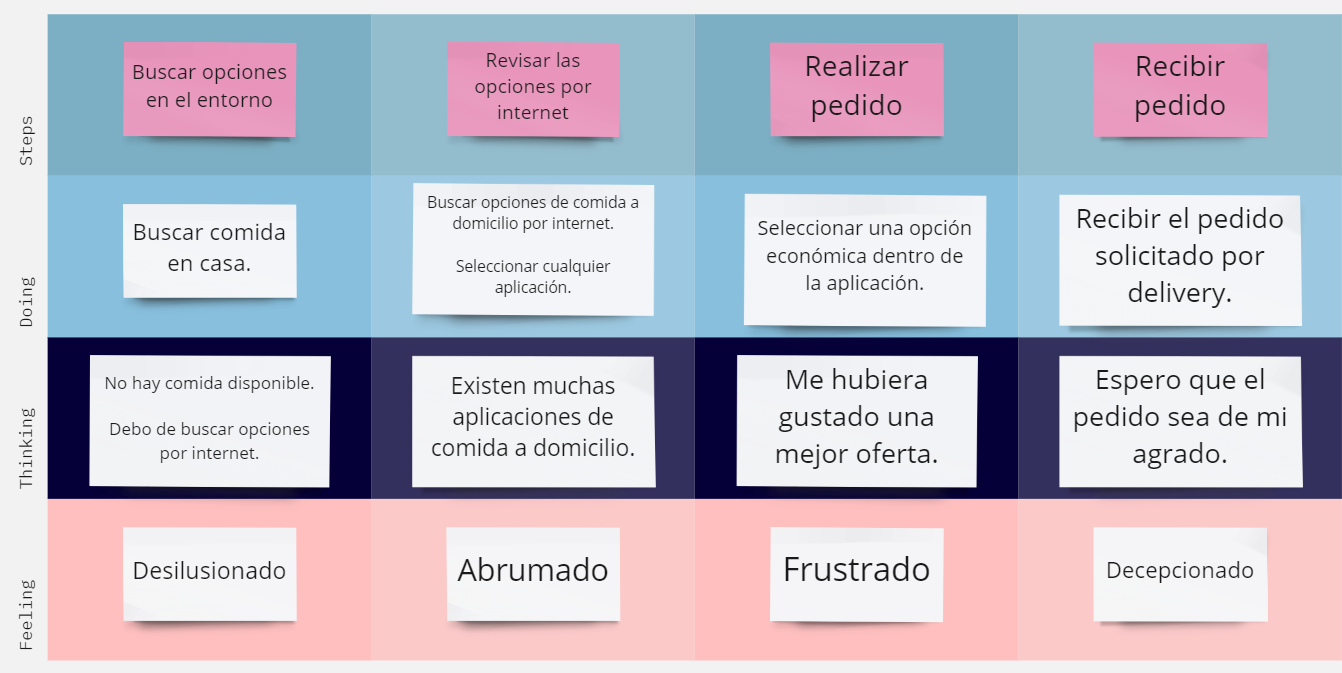 Steps
Buscar opciones
en el entorno
Revisar las
opciones por
internet
Realizar
pedido
Recibir
pedido
Doing
Buscar comida
en casa.
Buscar opciones de comida a
domicilio por internet.
Seleccionar cualquier
aplicación.
Seleccionar una opción
económica dentro de
la aplicación.
Recibir el pedido
solicitado por
delivery.
Thinking
No hay comida disponible.
Debo de buscar opciones
por internet.
Existen muchas
aplicaciones de
comida a domicilio.
Me hubiera
gustado una
mejor oferta.
Espero que el
pedido sea de mi
agrado.
Feeling
Desilusionado
Abrumado
Frustrado
Decepcionado